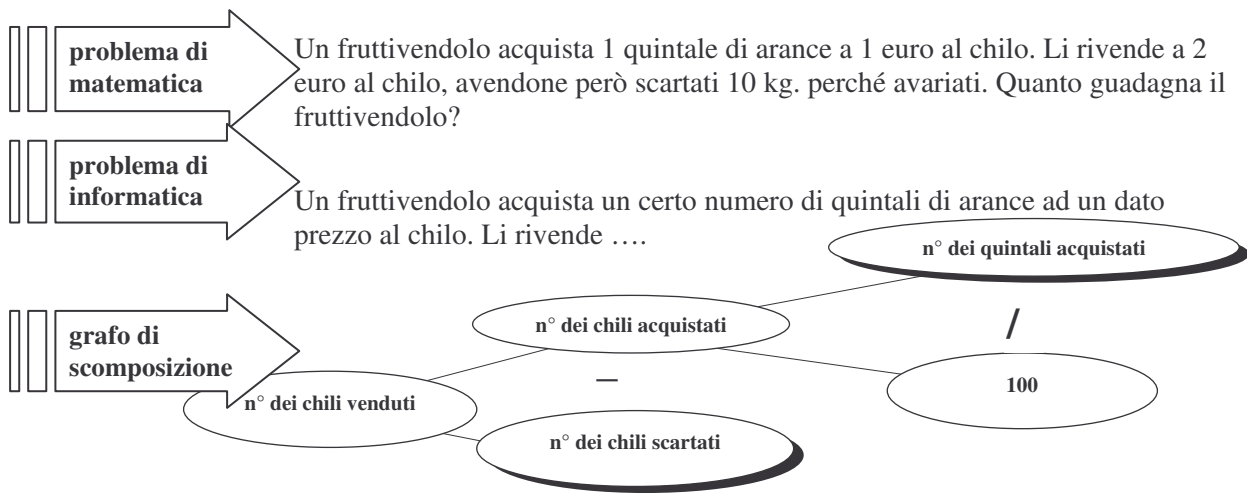 problema di
matematica
Un fruttivendolo acquista 1 quintale di arance a 1 euro al chilo. Li rivende a 2
euro al chilo, avendone però scartati 10 kg. perché avariati. Quanto guadagna il
fruttivendolo?
problema di
informatica
Un fruttivendolo acquista un certo numero di quintali di arance ad un dato
prezzo al chilo. Li rivende ….
n° dei quintali acquistati
n° dei chili acquistati
/
grafo di
scomposizione
–
100
n° dei chili venduti
n° dei chili scartati